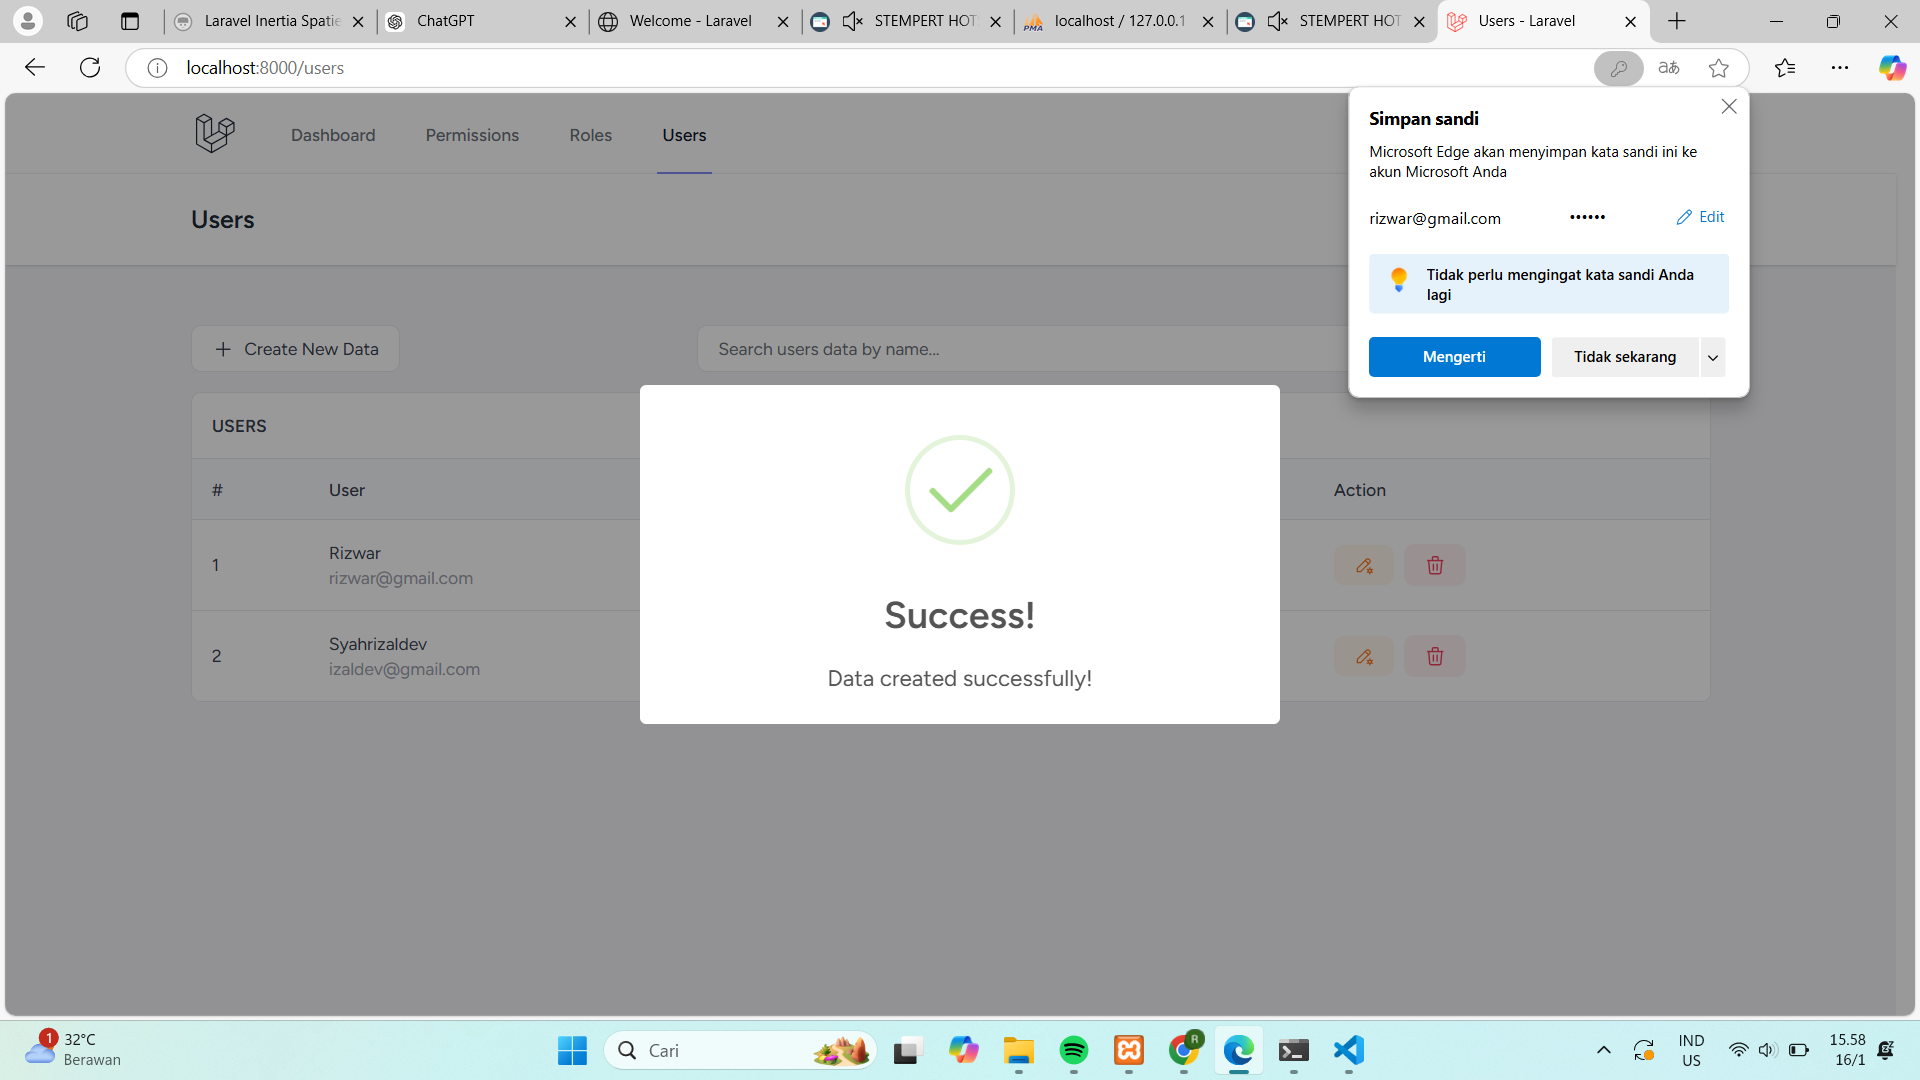 Laravel Inertia Spatie
ChatGPT
Welcome - Laravel
STEMPERT HOT
localhost / 127.0.0.1
STEMPERT HOT
Users - Laravel
localhost:8000/users
Dashboard
Permissions
Roles
Users
Simpan sandi
Microsoft Edge akan menyimpan kata sandi ini ke
akun Microsoft Anda
rizwar@gmail.com
••••••
Edit
Tidak perlu mengingat kata sandi Anda
lagi
Mengerti
Tidak sekarang
Users
Create New Data
Search users data by name...
USERS
#
User
Action
1
Rizwar
rizwar@gmail.com
2
Syahrizaldev
izaldev@gmail.com
Success!
Data created successfully!
1
32°C
Berawan
Cari
R
IND
US
15.58
16/1